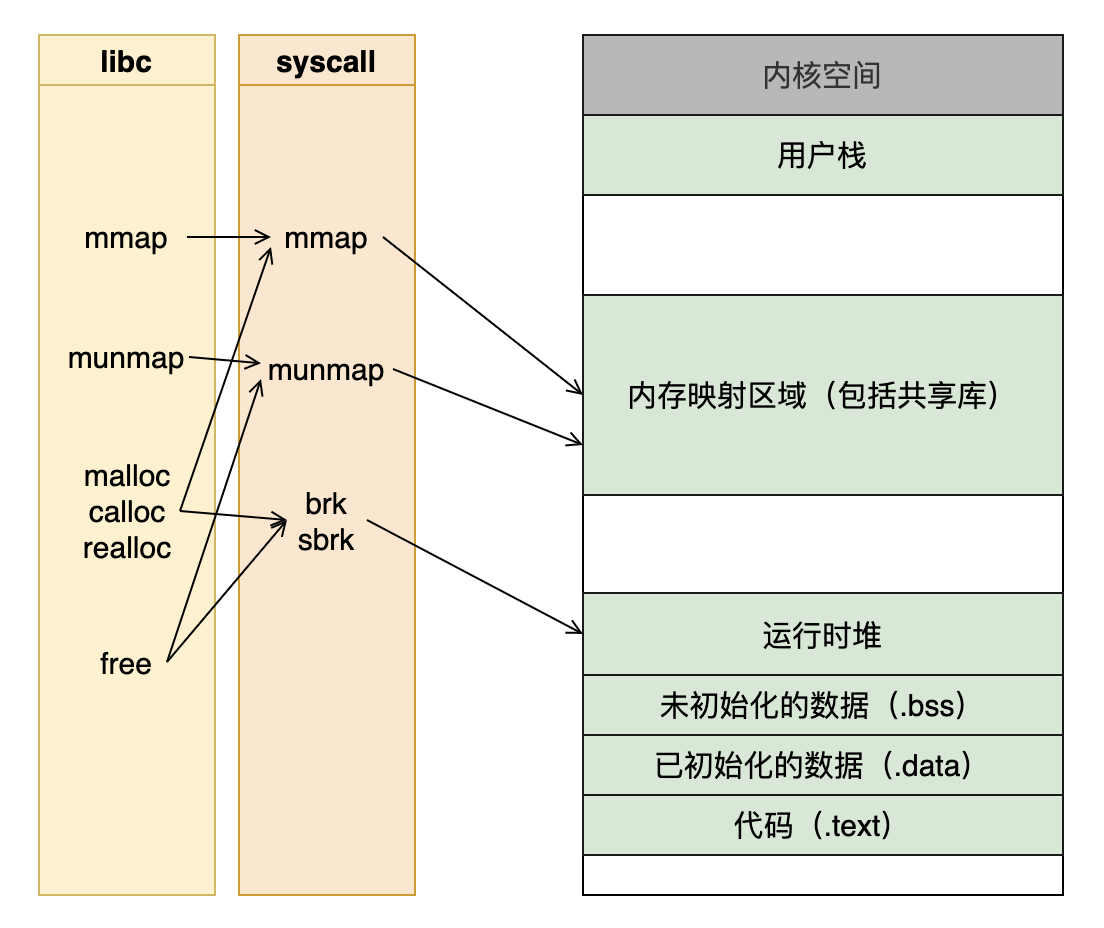 libc
mmap
munmap
malloc
calloc
realloc
free
syscall
mmap
munmap
brk
sbrk
内核空间
用户栈
内存映射区域（包括共享库）
运行时堆
未初始化的数据（.bss）
已初始化的数据（.data）
代码（.text）